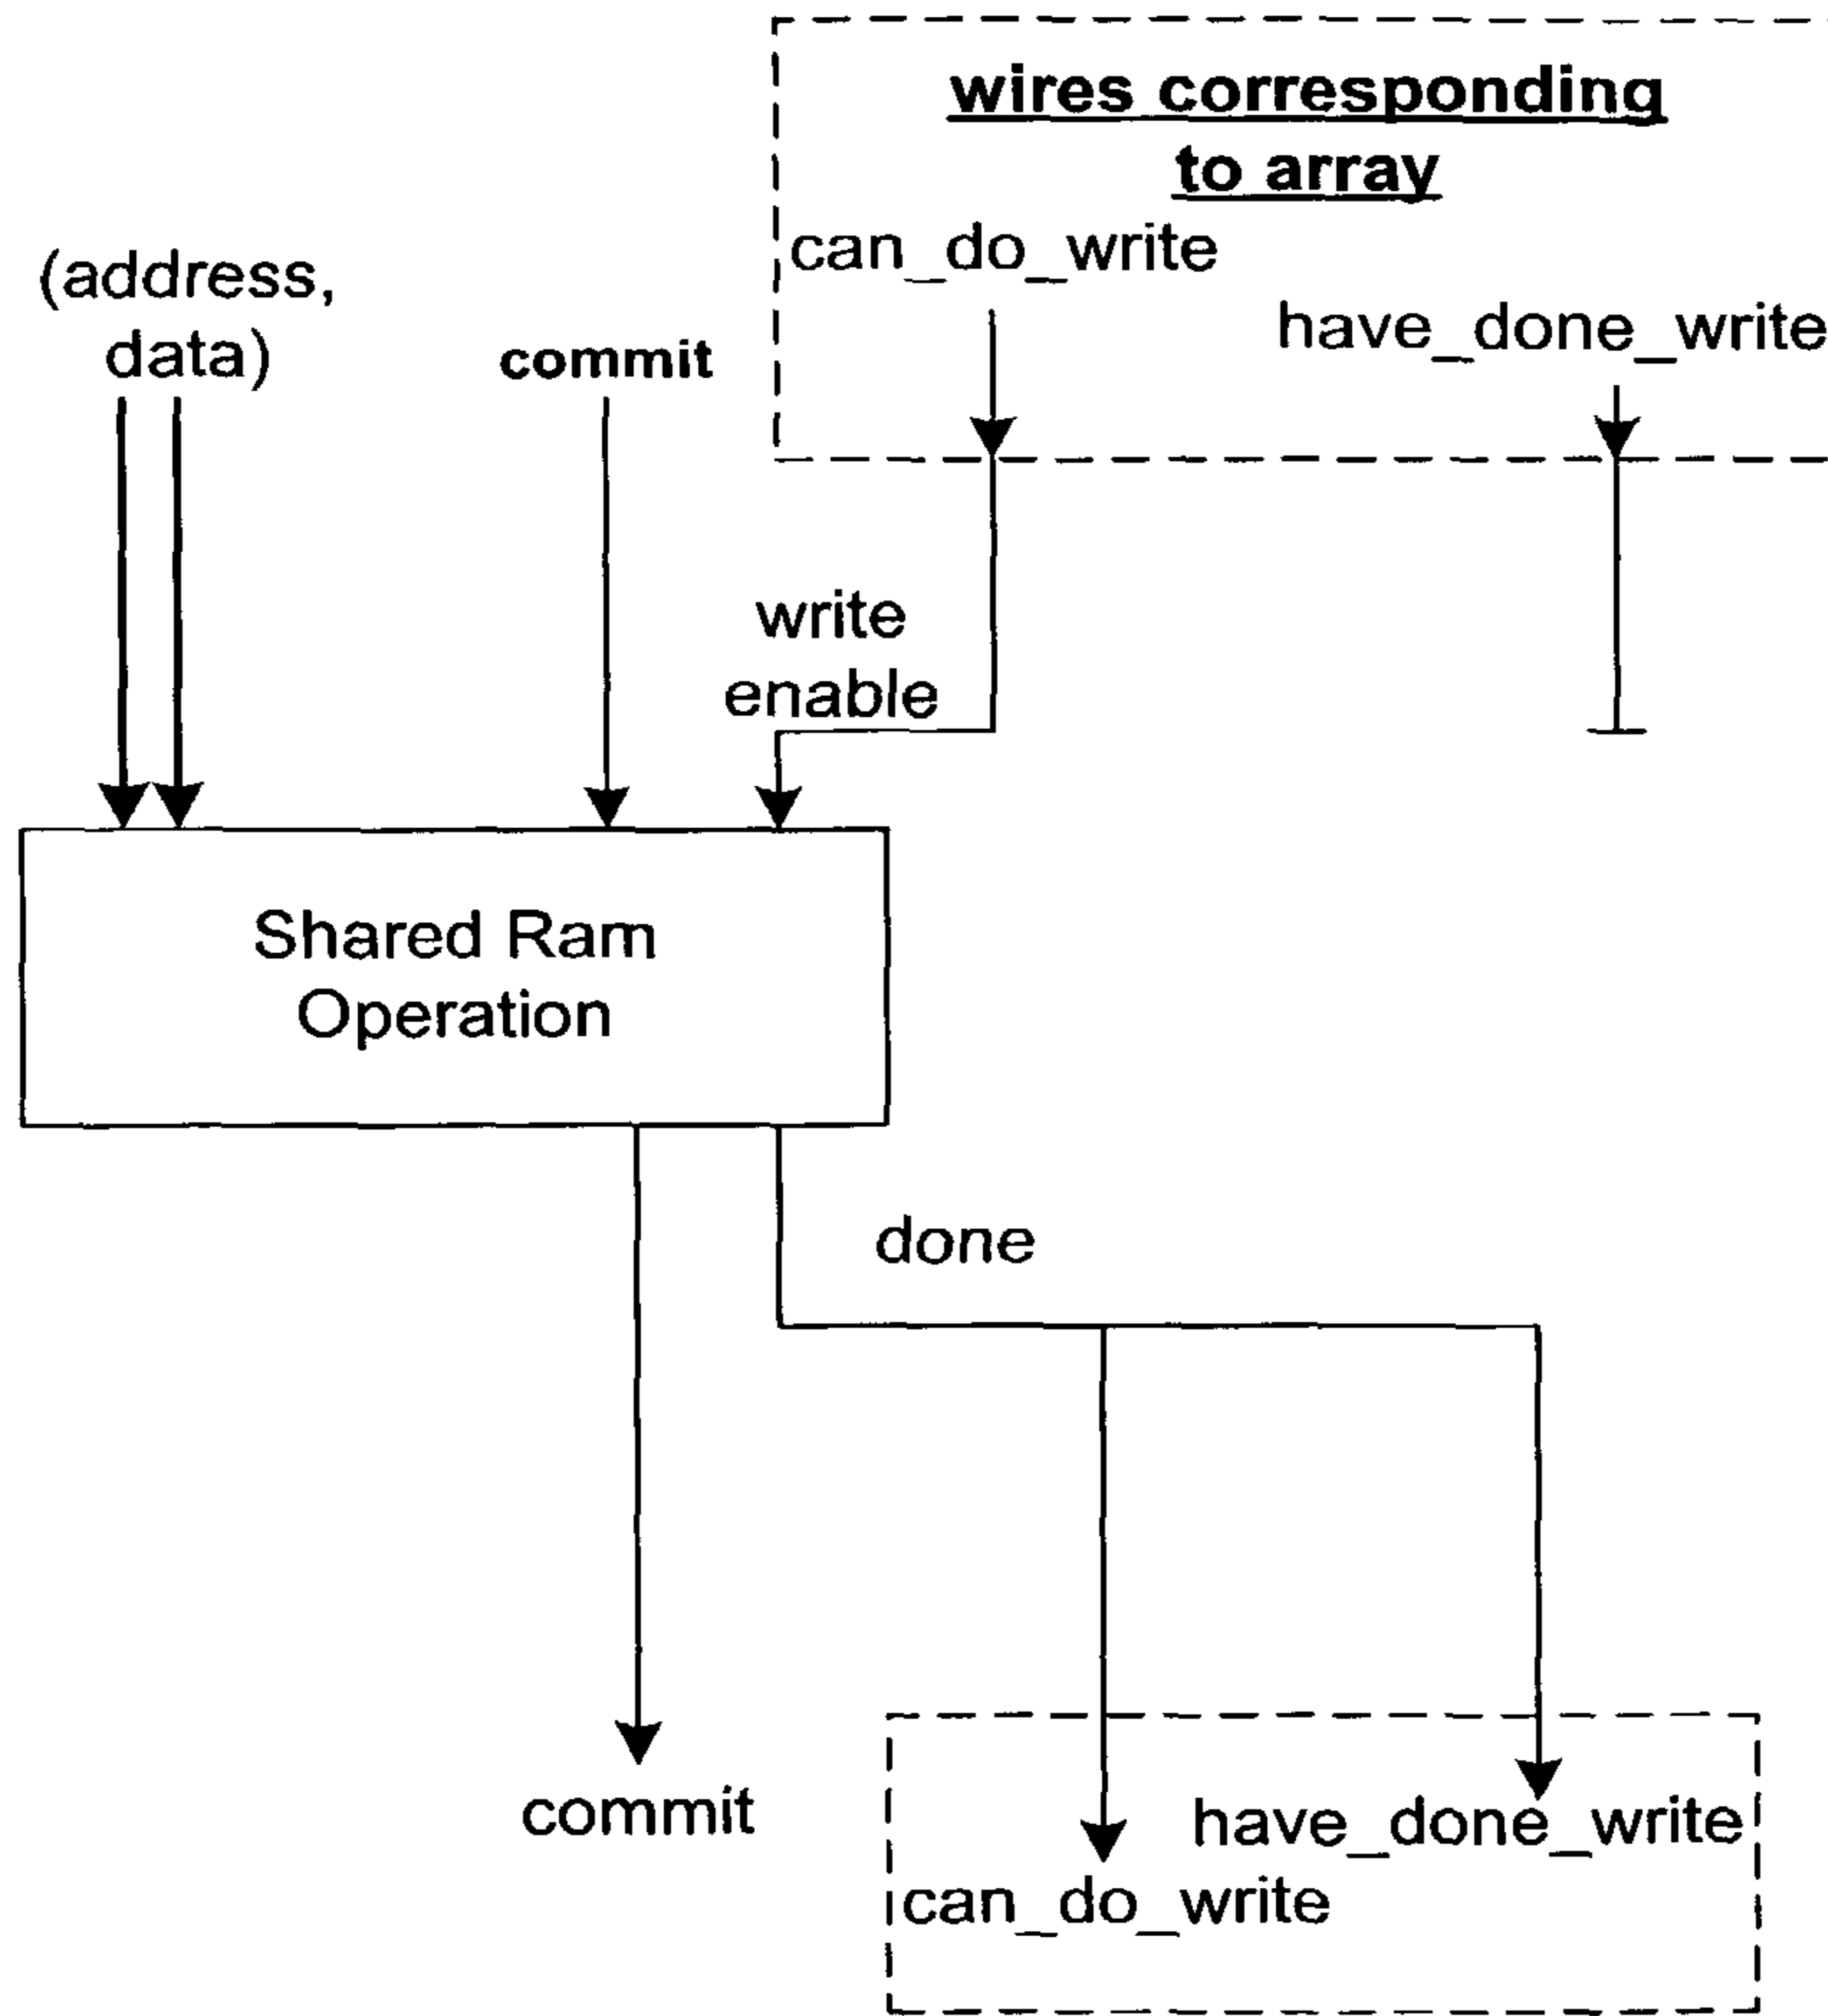 wires corresponding
to array
can_do_write
(address,
data)
commit
have_done_write
write
enable
Shared Ram
Operation
done
commit
have_done_write
can_do_write